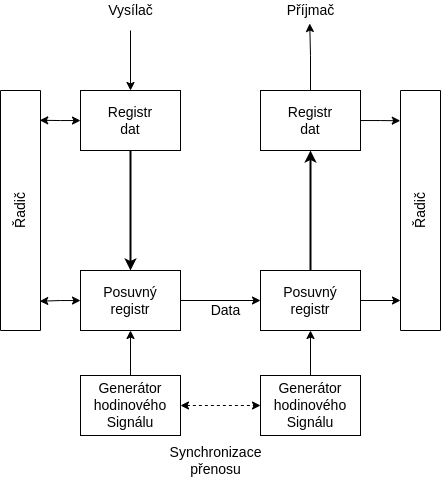 Vysílač
Příjmač
Registr
dat
Registr
dat
Řadič
Řadič
Posuvný
registr
Data
Posuvný
registr
Generátor
hodinového
Signálu
Generátor
hodinového
Signálu
Synchronizace
přenosu